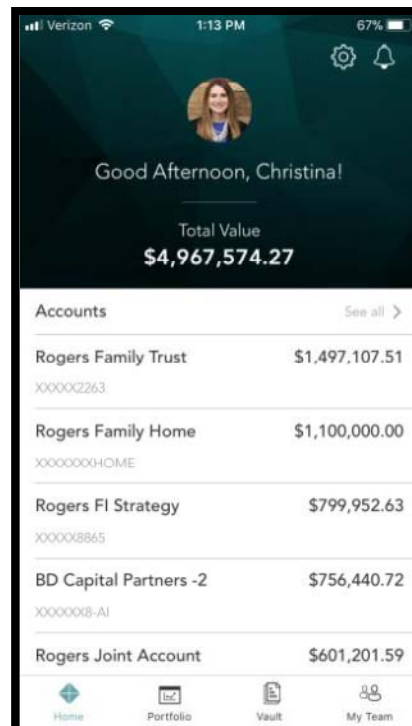 Verizon 1:13 PM 67%
Good Afternoon, Christina!
Total Value
$4,967,574.27
Accounts See all >
Rogers Family Trust $1,497,107.51
XXXXX2263
Rogers Family Home $1,100,000.00
XXXXXXXHOME
Rogers FI Strategy $799,952.63
XXXXX8865
BD Capital Partners -2 $756,440.72
XXXXXX8-AI
Rogers Joint Account $601,201.59
Home Portfolio Vault My Team